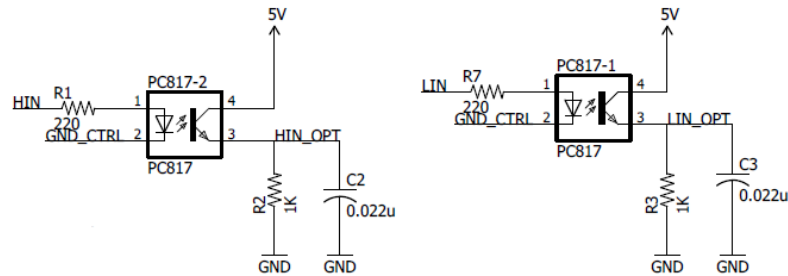 5V
PC817-2
HIN
R1
220
1
4
GND_CTRL
2
3
HIN_OPT
PC817
R2
1K
C2
0.022u
GND
GND
5V
PC817-1
LIN
R7
220
1
4
GND_CTRL
2
3
LIN_OPT
PC817
R3
1K
C3
0.022u
GND
GND